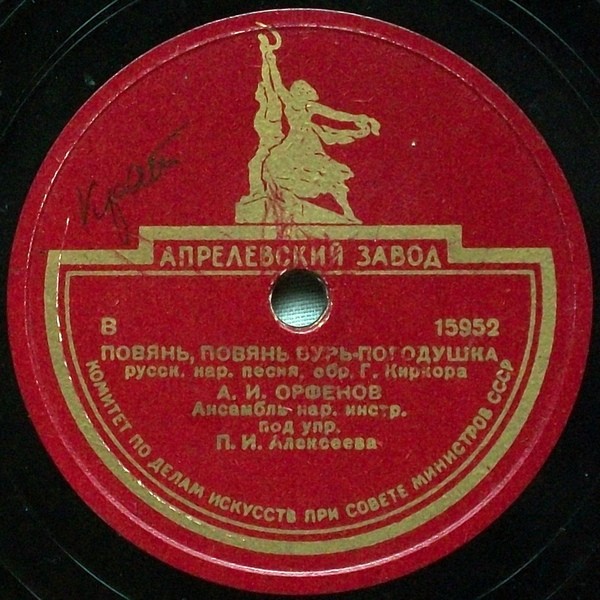 АПРЕЛЕВСКИЙ ЗАВОД
В 15952
ПОВЯНЬ, ПОВЯНЬ БУРЬ-ПОГОДУШКА
русск. нар. песня, обр. Г. Киркора
А. И. ОРФЕНОВ
Ансамбль нар. инстр.
под упр.
П. И. Алексеева
КОМИТЕТ ПО ДЕЛАМ ИСКУССТВ ПРИ СОВЕТЕ МИНИСТРОВ СССР